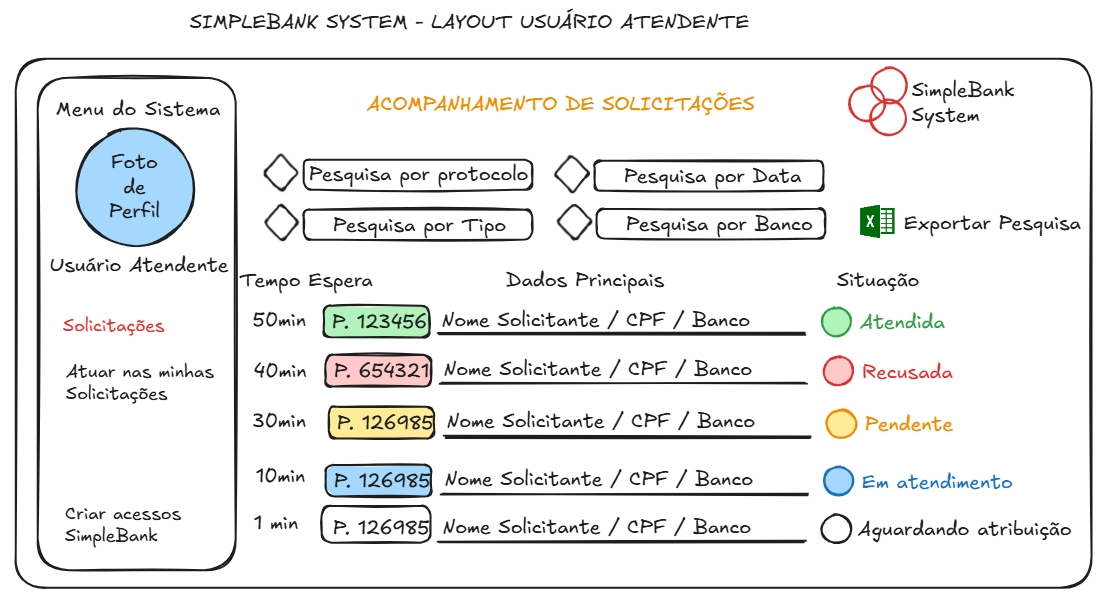 SIMPLEBANK SYSTEM - LAYOUT USUÁRIO ATENDENTE
Menu do Sistema
Foto
de
Perfil
Usuário Atendente
Solicitações
Atuar nas minhas
Solicitações
Criar acessos
SimpleBank
ACOMPANHAMENTO DE SOLICITAÇÕES
SimpleBank
System
Pesquisa por protocolo
Pesquisa por Data
Pesquisa por Tipo
Pesquisa por Banco
X
Exportar Pesquisa
Tempo Espera Dados Principais Situação
50min P. 123456 Nome Solicitante / CPF / Banco Atendida
40min P. 654321 Nome Solicitante / CPF / Banco Recusada
30min P. 126985 Nome Solicitante / CPF / Banco Pendente
10min P. 126985 Nome Solicitante / CPF / Banco Em atendimento
1 min P. 126985 Nome Solicitante / CPF / Banco Aguardando atribuição